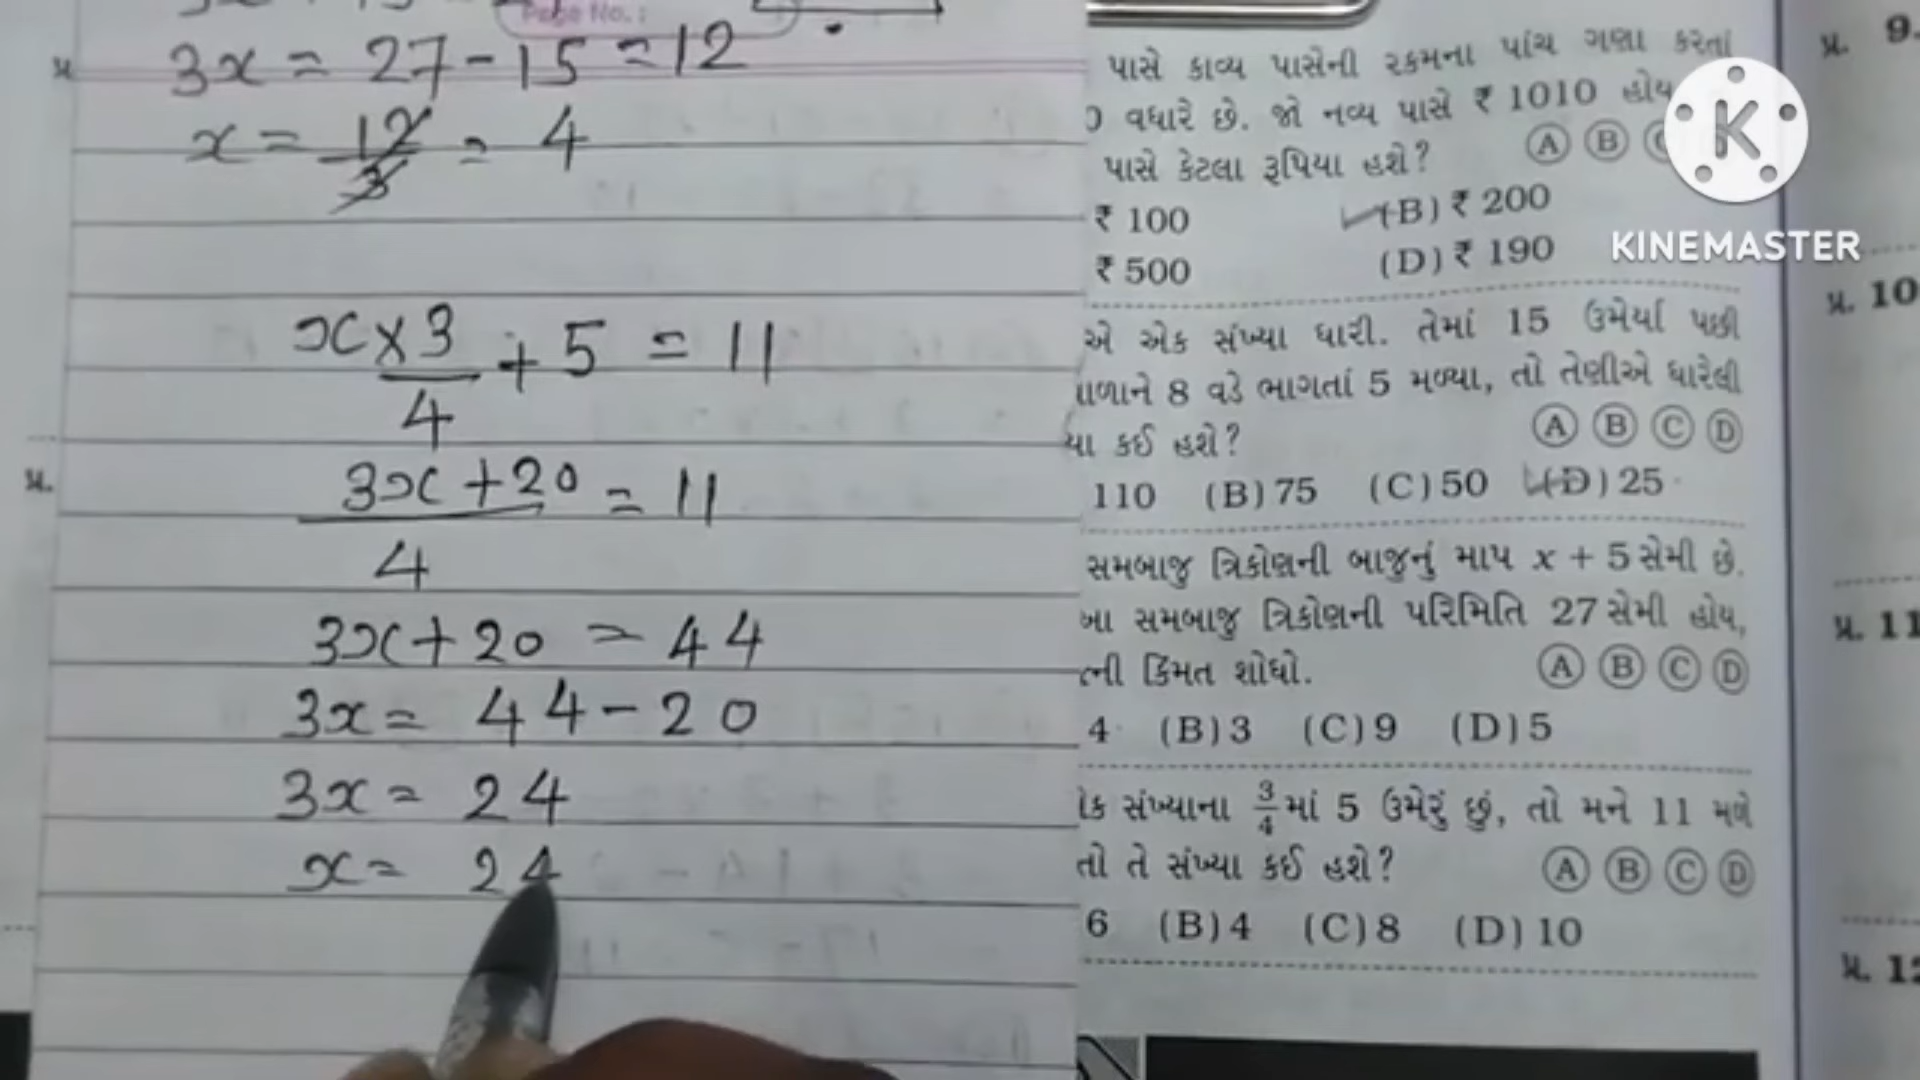 Page No. :
3x = 27 - 15 = 12
x = 12/3 = 4
x × 3/4 + 5 = 11
3x + 20/4 = 11
3x + 20 = 44
3x = 44 - 20
3x = 24
x = 24
પ્ર.
પાસે કાવ્ય પાસેની રકમના પાંચ ગણા કરતાં
0 વધારે છે. જો નવ્ય પાસે ₹ 1010 હોય
પાસે કેટલા રૂપિયા હશે? Ⓐ Ⓑ
₹ 100 (B) ₹ 200
₹ 500 (D) ₹ 190
એ એક સંખ્યા ધારી. તેમાં 15 ઉમેર્યા પછી
વાળાને 8 વડે ભાગતાં 5 મળ્યા, તો તેણીએ ધારેલી
યા કઈ હશે? Ⓐ Ⓑ Ⓒ Ⓓ
110 (B) 75 (C) 50 (D) 25
સમબાજુ ત્રિકોણની બાજુનું માપ x + 5 સેમી છે.
આ સમબાજુ ત્રિકોણની પરિમિતિ 27 સેમી હોય,
ની કિંમત શોધો. Ⓐ Ⓑ Ⓒ Ⓓ
4 (B) 3 (C) 9 (D) 5
ક સંખ્યાના 3/4 માં 5 ઉમેરું છું, તો મને 11 મળે
તો તે સંખ્યા કઈ હશે? Ⓐ Ⓑ Ⓒ Ⓓ
6 (B) 4 (C) 8 (D) 10
પ્ર. 9.
પ્ર. 10
પ્ર. 11
પ્ર. 12
K
KINEMASTER